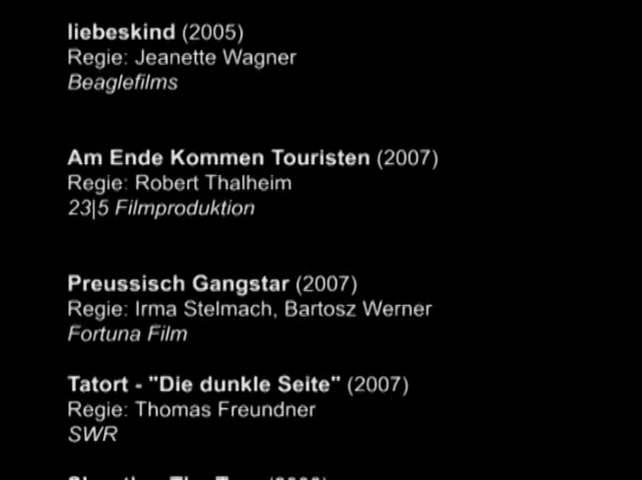 liebeskind (2005)
Regie: Jeanette Wagner
Beaglefilms
Am Ende Kommen Touristen (2007)
Regie: Robert Thalheim
23|5 Filmproduktion
Preussisch Gangstar (2007)
Regie: Irma Stelmach, Bartosz Werner
Fortuna Film
Tatort - "Die dunkle Seite" (2007)
Regie: Thomas Freundner
SWR